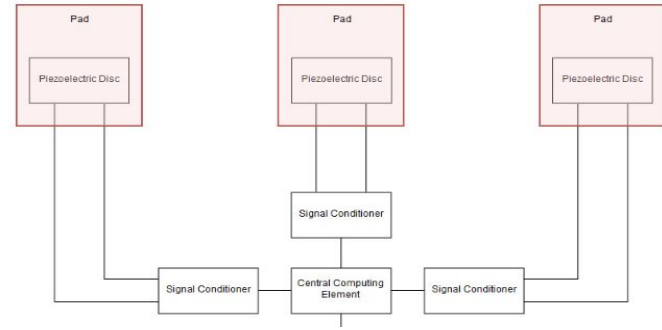 Pad
Pad
Pad
Piezoelectric Disc
Piezoelectric Disc
Piezoelectric Disc
Signal Conditioner
Signal Conditioner
Central Computing
Element
Signal Conditioner